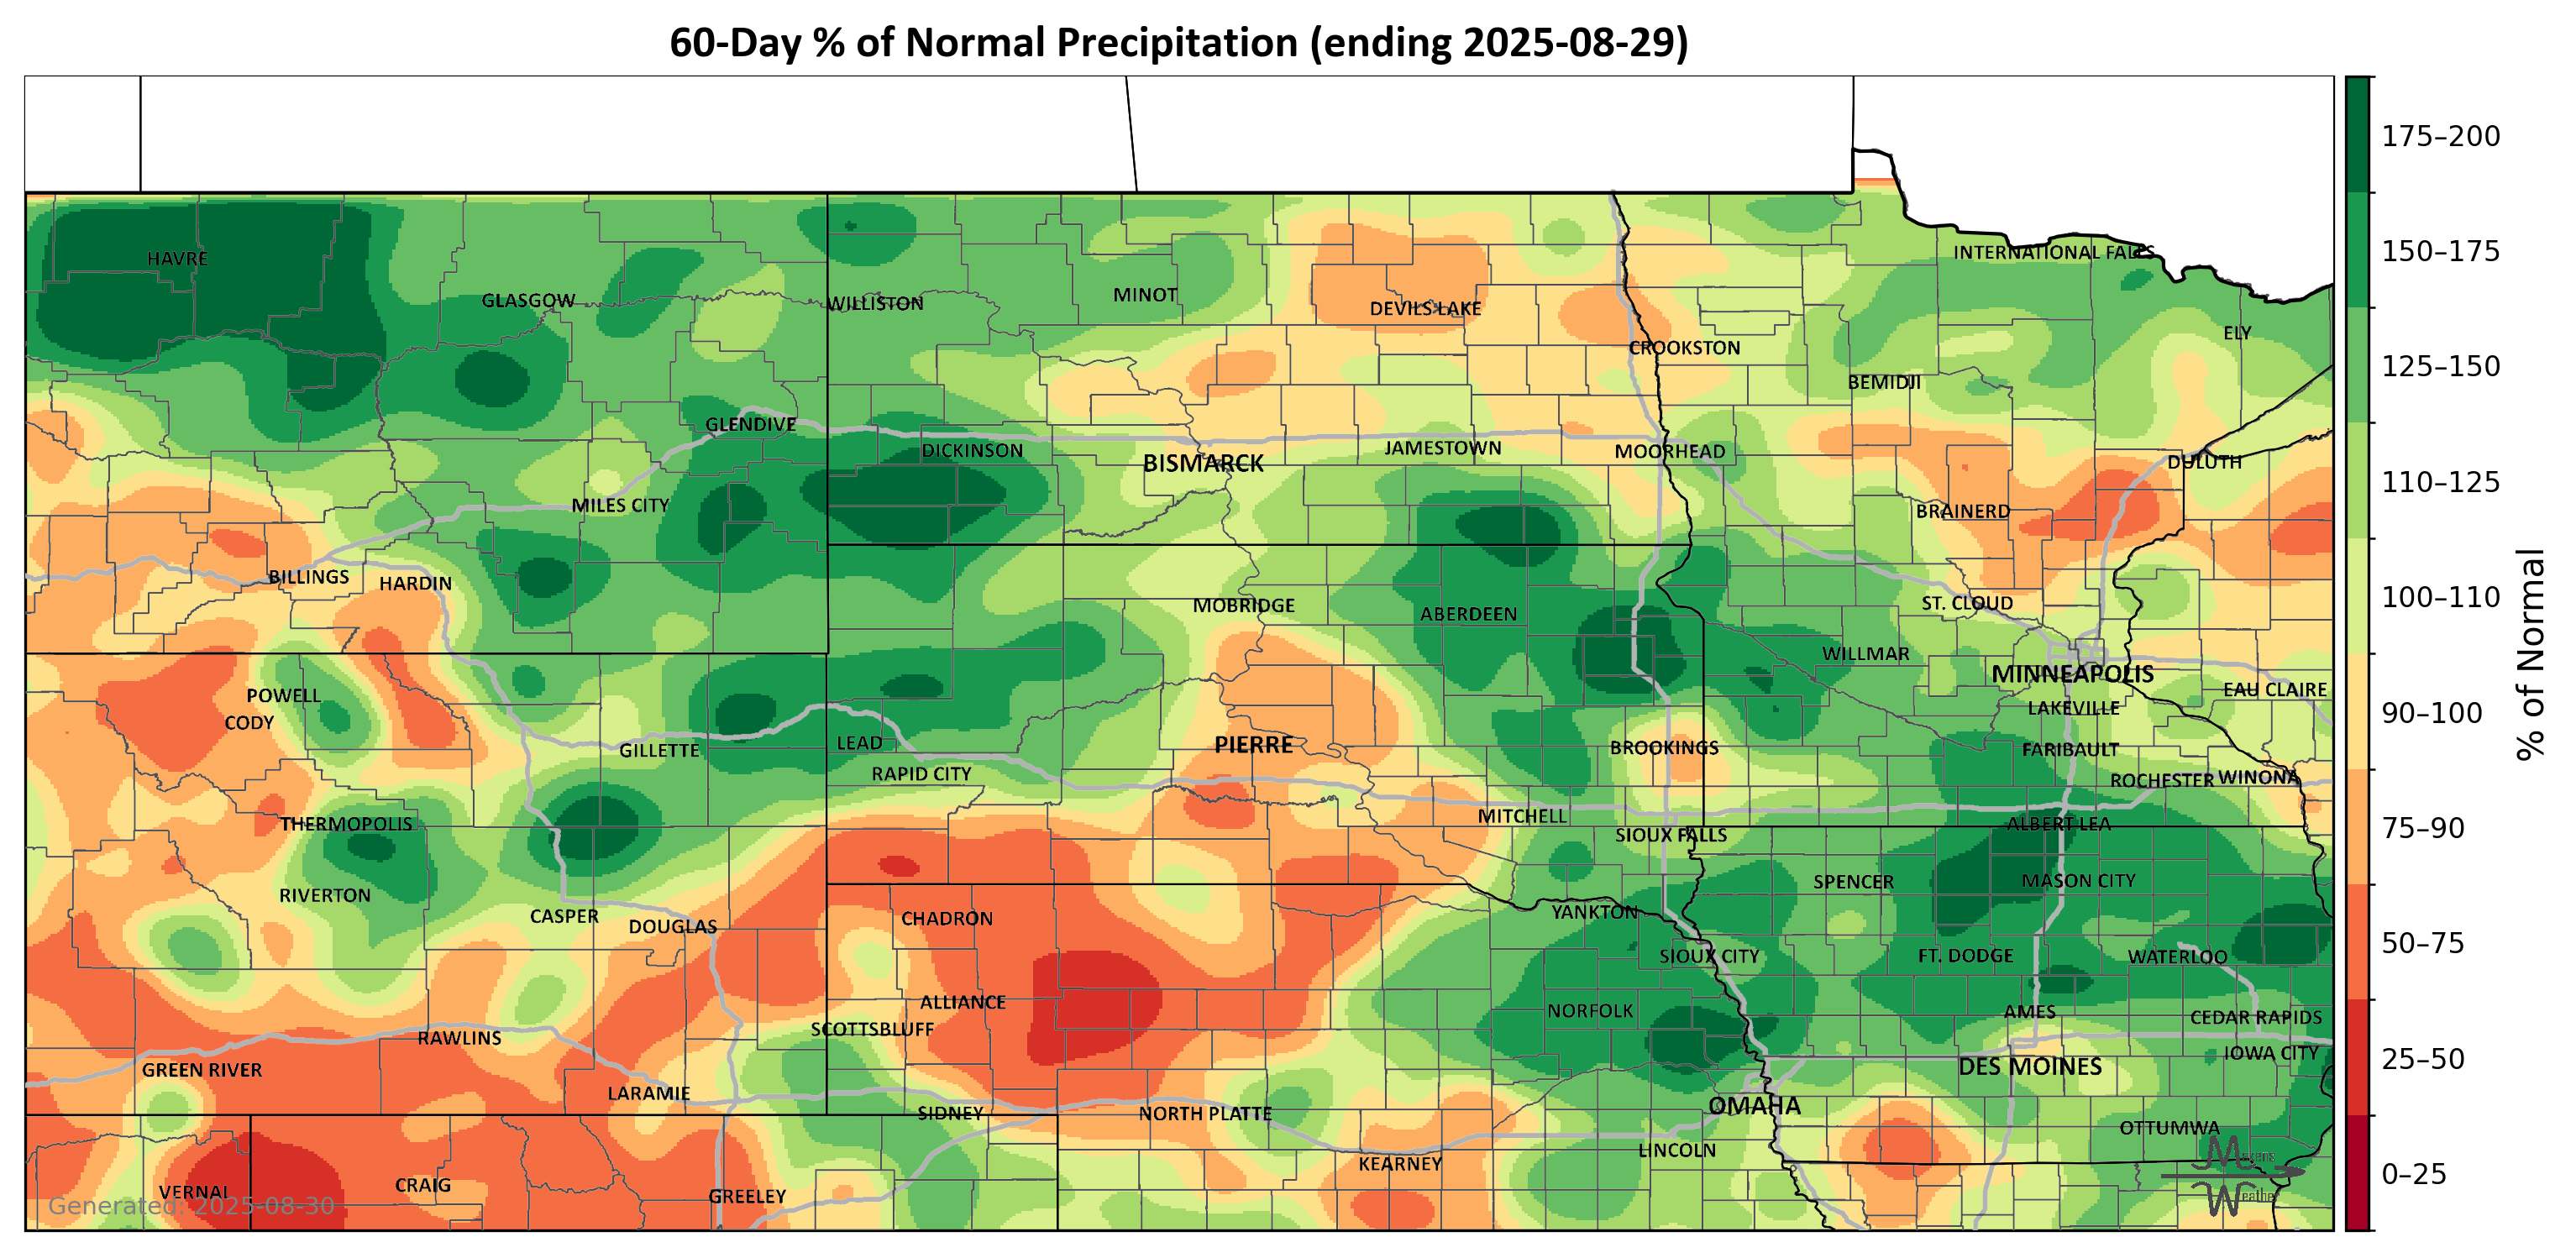 60-Day % of Normal Precipitation (ending 2025-08-29)
175–200
HAVRE
INTERNATIONAL FALLS
150–175
GLASGOW
WILLISTON
MINOT
DEVILS LAKE
ELY
CROOKSTON
125–150
BEMIDJI
GLENDIVE
DICKINSON
BISMARCK
JAMESTOWN
MOORHEAD
DULUTH
110–125
MILES CITY
BRAINERD
BILLINGS
HARDIN
MOBRIDGE
ABERDEEN
ST. CLOUD
100–110
WILLMAR
MINNEAPOLIS
% of Normal
POWELL
EAU CLAIRE
CODY
LAKEVILLE
90–100
GILLETTE
LEAD
PIERRE
BROOKINGS
FARIBAULT
RAPID CITY
ROCHESTER
WINONA
THERMOPOLIS
MITCHELL
SIOUX FALLS
ALBERT LEA
75–90
RIVERTON
SPENCER
MASON CITY
CASPER
DOUGLAS
CHADRON
YANKTON
SIOUX CITY
FT. DODGE
WATERLOO
50–75
ALLIANCE
NORFOLK
AMES
CEDAR RAPIDS
RAWLINS
SCOTTSBLUFF
IOWA CITY
GREEN RIVER
DES MOINES
25–50
LARAMIE
SIDNEY
NORTH PLATTE
OMAHA
OTTUMWA
LINCOLN
KEARNEY
0–25
VERNAL
CRAIG
GREELEY
Weather
Generated: 2025-08-30